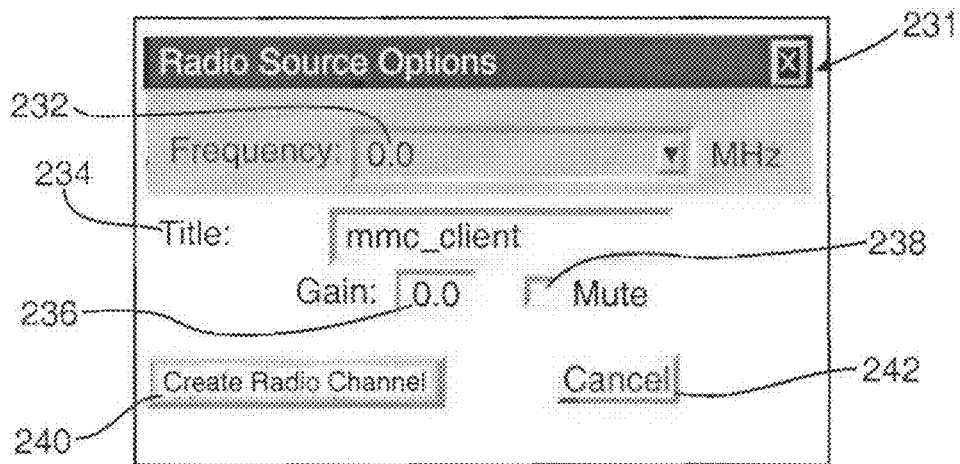 231
Radio Source Options X
232
Frequency: 0.0 MHz
234
Title: mmc_client
238
Gain: 0.0 Mute
236
Create Radio Channel Cancel 242
240